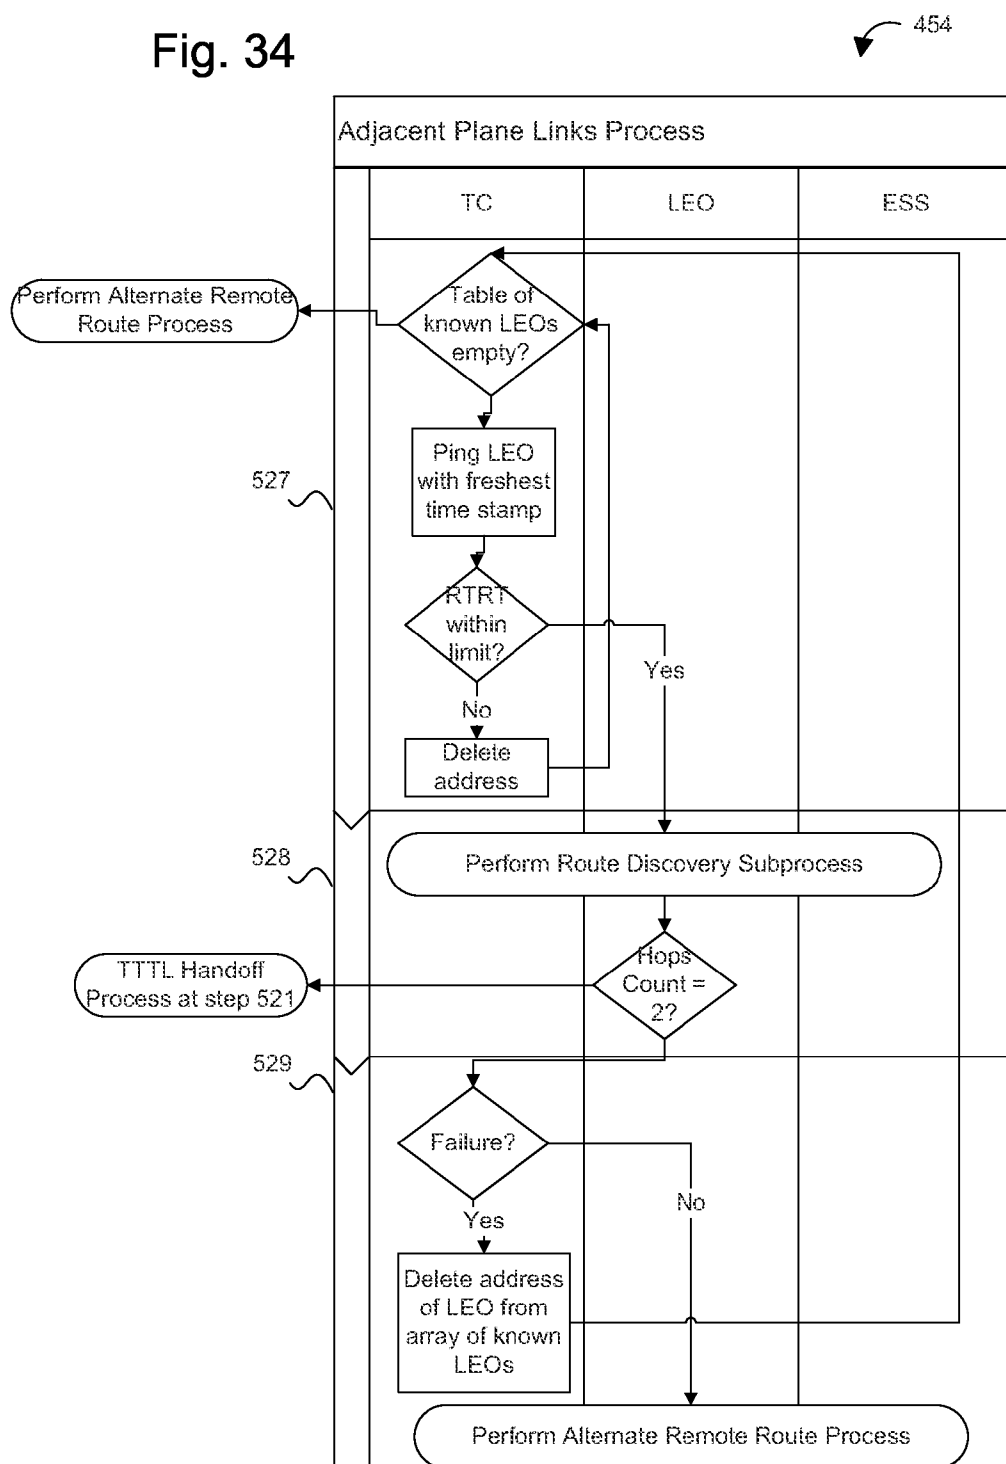 Fig. 34
454
Adjacent Plane Links Process
TC
LEO
ESS
Perform Alternate Remote
Route Process
Table of
known LEOs
empty?
Ping LEO
with freshest
time stamp
527
RTRT
within
limit?
Yes
No
Delete
address
528
Perform Route Discovery Subprocess
TTTL Handoff
Process at step 521
Hops
Count =
2?
529
Failure?
No
Yes
Delete address
of LEO from
array of known
LEOs
Perform Alternate Remote Route Process